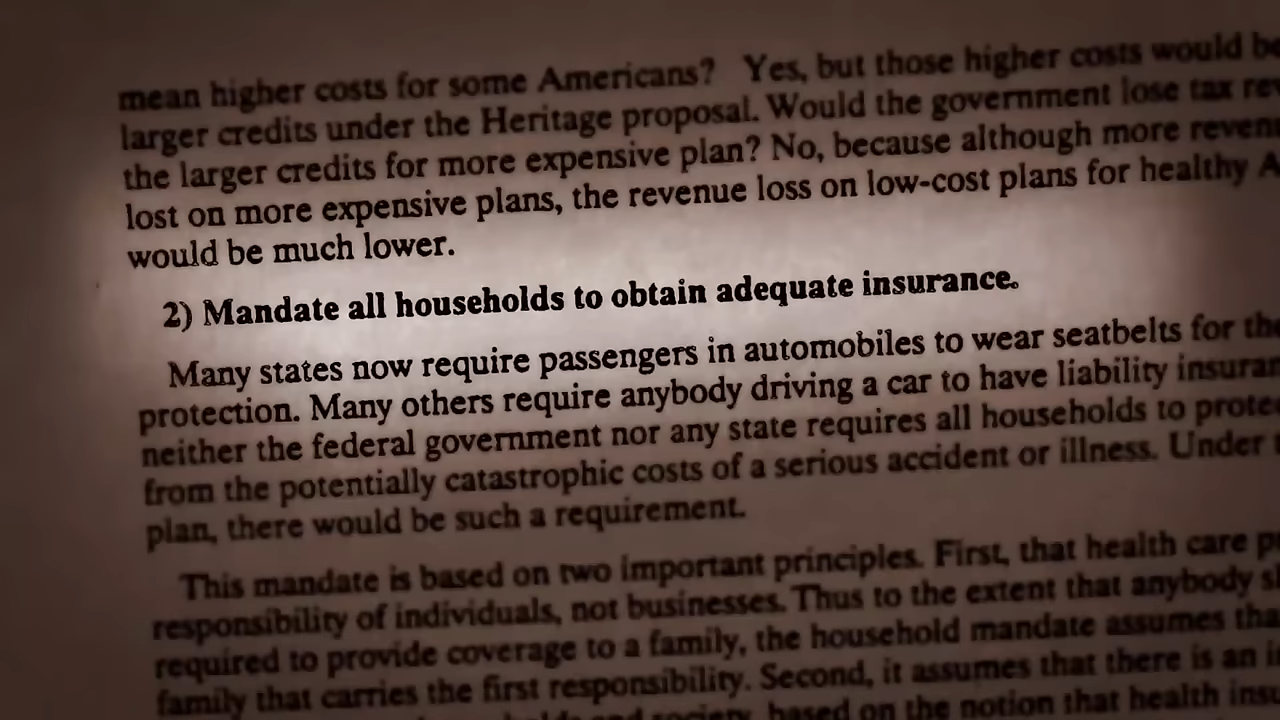 mean higher costs for some Americans? Yes, but those higher costs would be
larger credits under the Heritage proposal. Would the government lose tax
the larger credits for more expensive plan? No, because although more
lost on more expensive plans, the revenue loss on low-cost plans for healthy
would be much lower.
2) Mandate all households to obtain adequate insurance.
Many states now require passengers in automobiles to wear seatbelts for
protection. Many others require anybody driving a car to have liability
neither the federal government nor any state requires all households to
from the potentially catastrophic costs of a serious accident or illness. Under
plan, there would be such a requirement.
This mandate is based on two important principles. First, that health care
responsibility of individuals, not businesses. Thus to the extent that anybody
required to provide coverage to a family, the household mandate assumes
family that carries the first responsibility. Second, it assumes that there is an
society, based on the notion that health